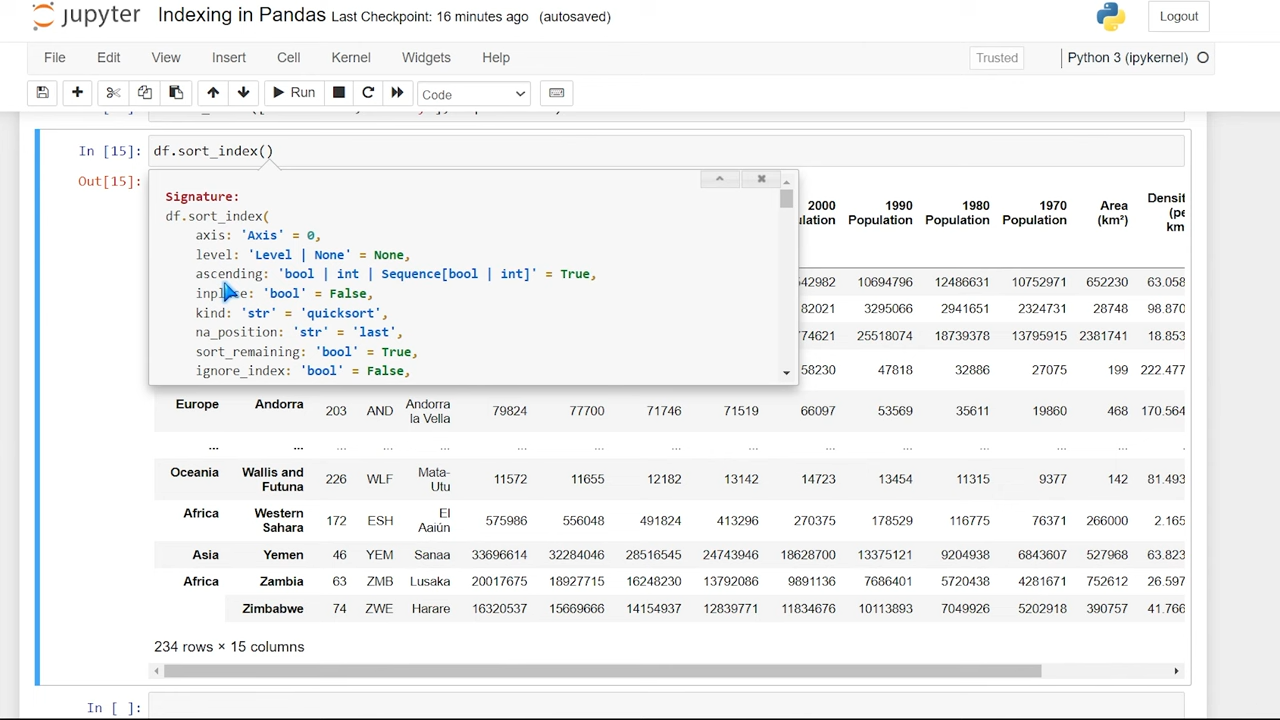 jupyter Indexing in Pandas Last Checkpoint: 16 minutes ago (autosaved) Logout
File Edit View Insert Cell Kernel Widgets Help Trusted Python 3 (ipykernel)
Run Code
In [15]: df.sort_index()
Out[15]:
Signature:
df.sort_index(
axis: 'Axis' = 0,
level: 'Level | None' = None,
ascending: 'bool | int | Sequence[bool | int]' = True,
inplace: 'bool' = False,
kind: 'str' = 'quicksort',
na_position: 'str' = 'last',
sort_remaining: 'bool' = True,
ignore_index: 'bool' = False,
2000 1990 1980 1970 Area
Population Population Population (km²)
542982 10694796 12486631 10752971 652230 63.058
82021 3295066 2941651 2324731 28748 98.870
774621 25518074 18739378 13795915 2381741 18.853
58230 47818 32886 27075 199 222.477
Europe Andorra 203 AND Andorra la Vella 79824 77700 71746 71519 66097 53569 35611 19860 468 170.564
... ... ... ... ... ... ... ... ... ... ... ... ... ... ...
Oceania Wallis and Futuna 226 WLF Mata-Utu 11572 11655 12182 13142 14723 13454 11315 9377 142 81.493
Africa Western Sahara 172 ESH El Aaiún 575986 556048 491824 413296 270375 178529 116775 76371 266000 2.165
Asia Yemen 46 YEM Sanaa 33696614 32284046 28516545 24743946 18628700 13375121 9204938 6843607 527968 63.823
Africa Zambia 63 ZMB Lusaka 20017675 18927715 16248230 13792086 9891136 7686401 5720438 4281671 752612 26.597
Zimbabwe 74 ZWE Harare 16320537 15669666 14154937 12839771 11834676 10113893 7049926 5202918 390757 41.766
234 rows × 15 columns
In [ ]: